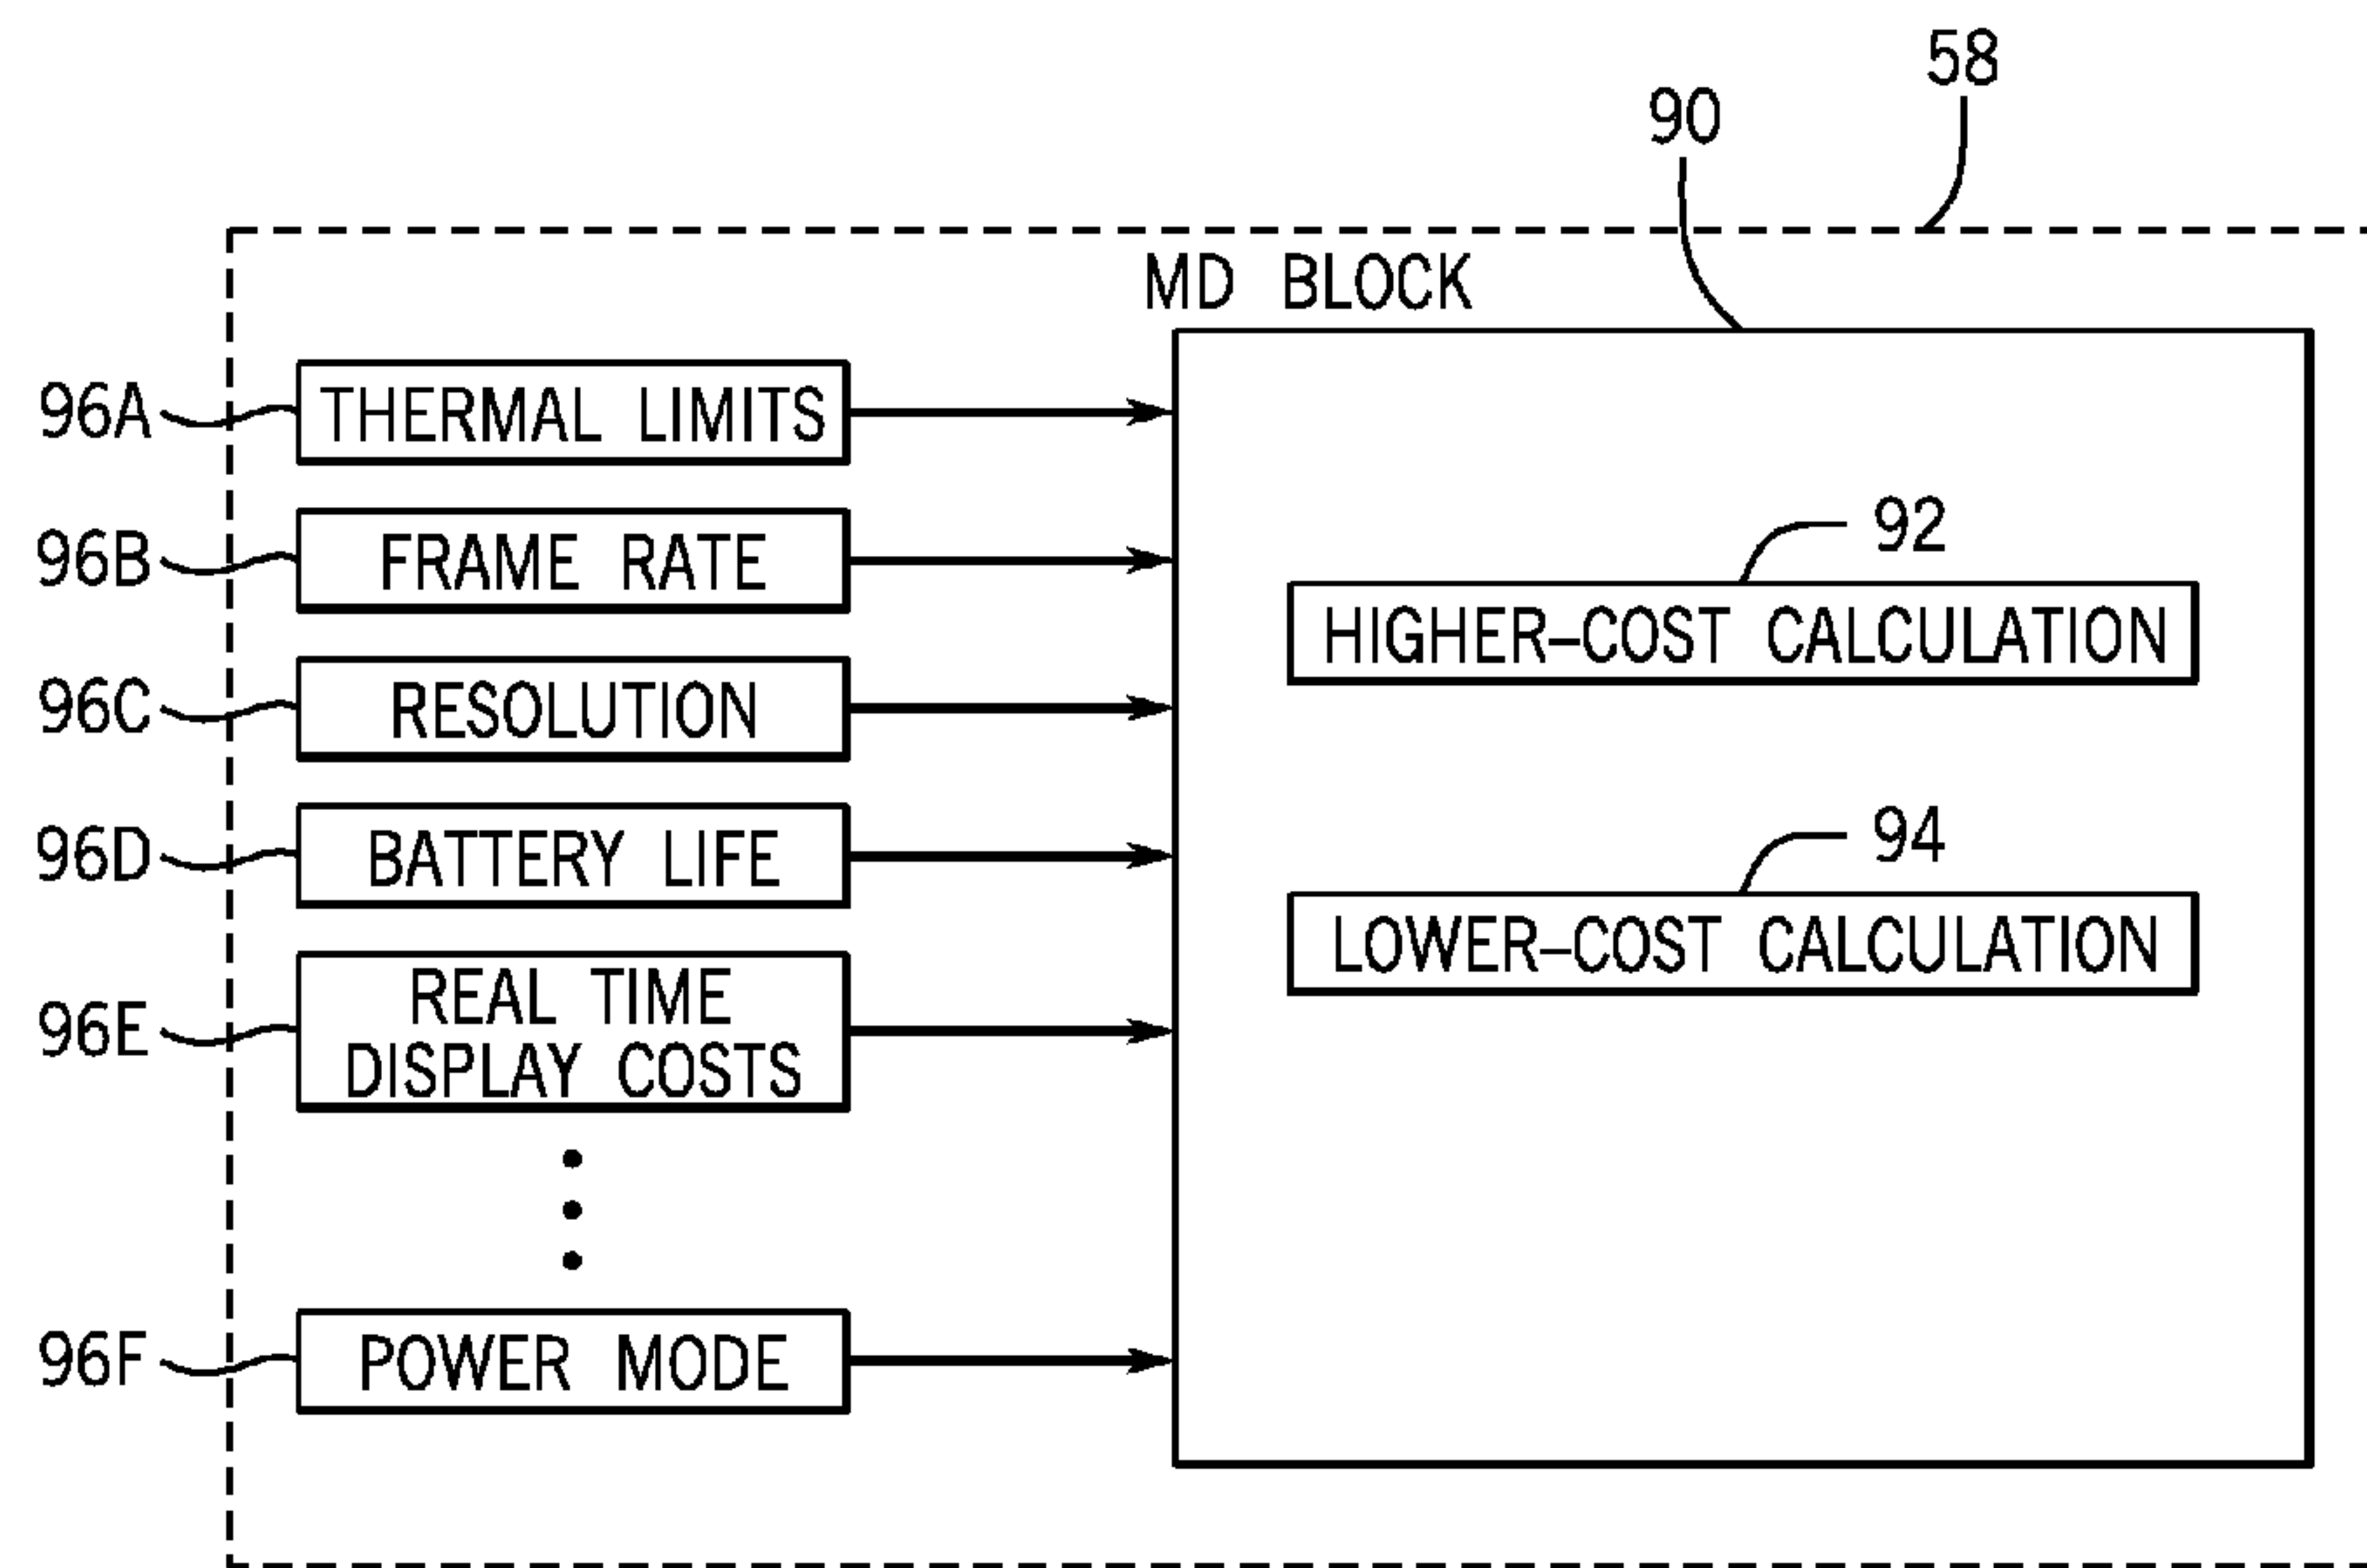 58
90
MD BLOCK
96A
THERMAL LIMITS
96B
FRAME RATE
92
HIGHER-COST CALCULATION
96C
RESOLUTION
96D
BATTERY LIFE
94
LOWER-COST CALCULATION
96E
REAL TIME
DISPLAY COSTS
96F
POWER MODE